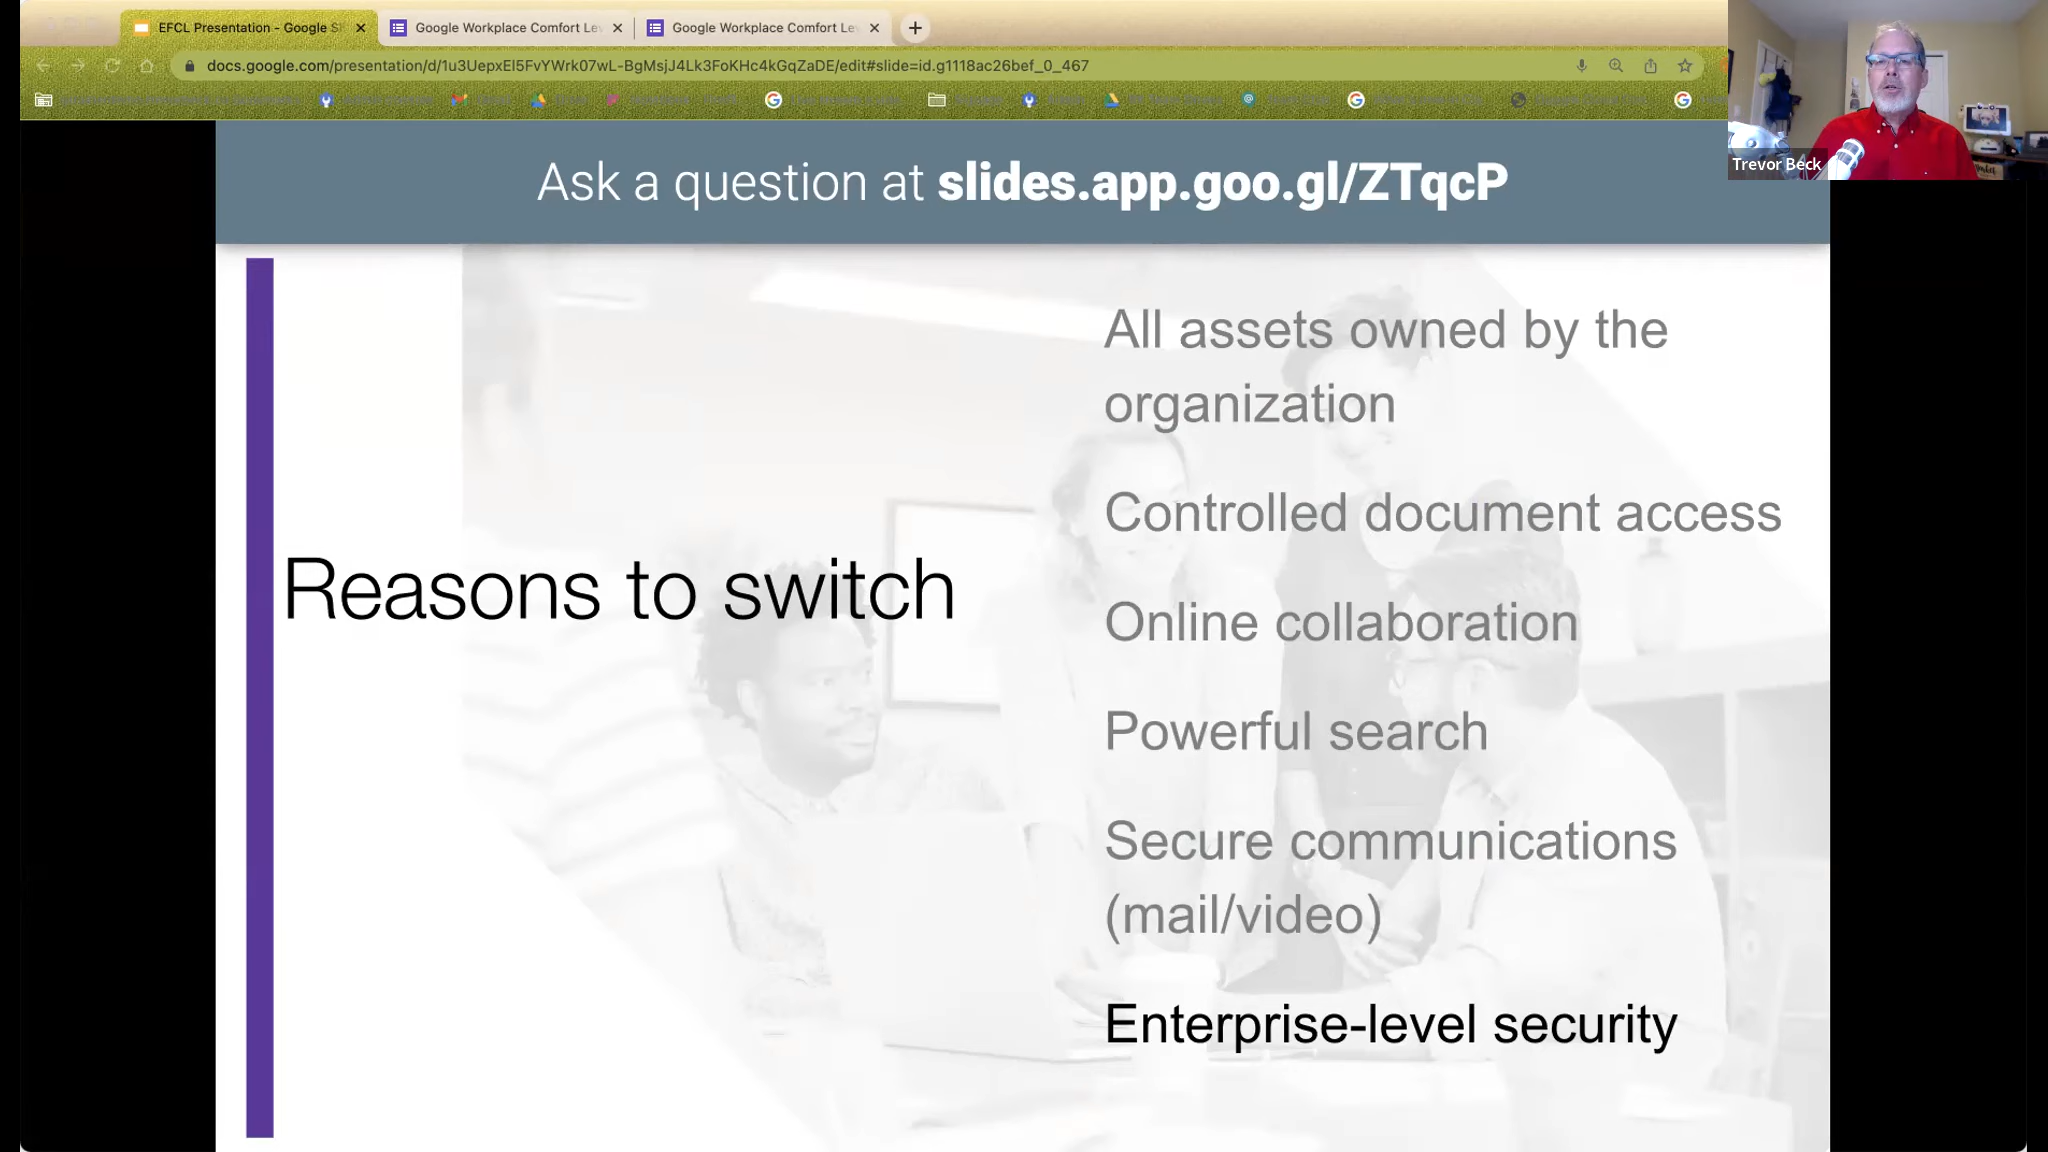 EFCL Presentation - Google Sl
Google Workplace Comfort Le
Google Workplace Comfort Le
docs.google.com/presentation/d/1u3UepxEI5FvYWrk07wL-BgMsjJ4Lk3FoKHc4kGqZaDE/edit#slide=id.g1118ac26bef_0_467
Trevor Beck
Ask a question at slides.app.goo.gl/ZTqcP
Reasons to switch
All assets owned by the
organization
Controlled document access
Online collaboration
Powerful search
Secure communications
(mail/video)
Enterprise-level security